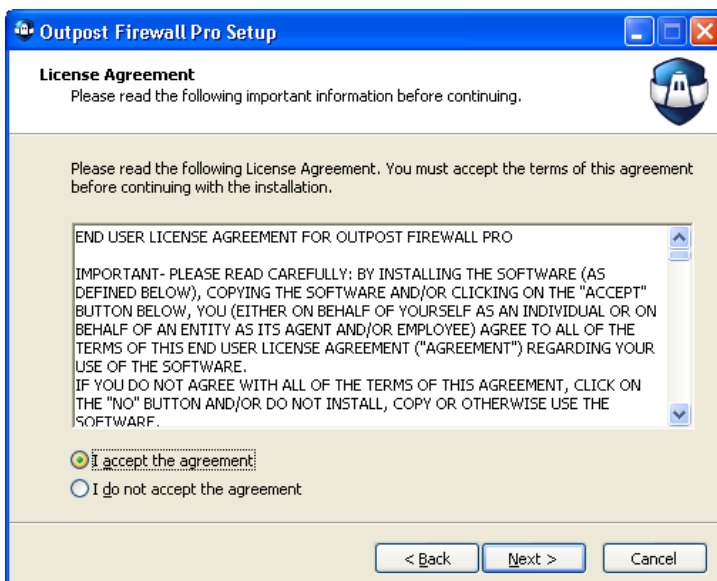 Outpost Firewall Pro Setup
License Agreement
Please read the following important information before continuing.
Please read the following License Agreement. You must accept the terms of this agreement
before continuing with the installation.
END USER LICENSE AGREEMENT FOR OUTPOST FIREWALL PRO
IMPORTANT- PLEASE READ CAREFULLY: BY INSTALLING THE SOFTWARE (AS
DEFINED BELOW), COPYING THE SOFTWARE AND/OR CLICKING ON THE "ACCEPT"
BUTTON BELOW, YOU (EITHER ON BEHALF OF YOURSELF AS AN INDIVIDUAL OR ON
BEHALF OF AN ENTITY AS ITS AGENT AND/OR EMPLOYEE) AGREE TO ALL OF THE
TERMS OF THIS END USER LICENSE AGREEMENT ("AGREEMENT") REGARDING YOUR
USE OF THE SOFTWARE.
IF YOU DO NOT AGREE WITH ALL OF THE TERMS OF THIS AGREEMENT, CLICK ON
THE "NO" BUTTON AND/OR DO NOT INSTALL, COPY OR OTHERWISE USE THE
SOFTWARE.
I accept the agreement
I do not accept the agreement
< Back
Next >
Cancel